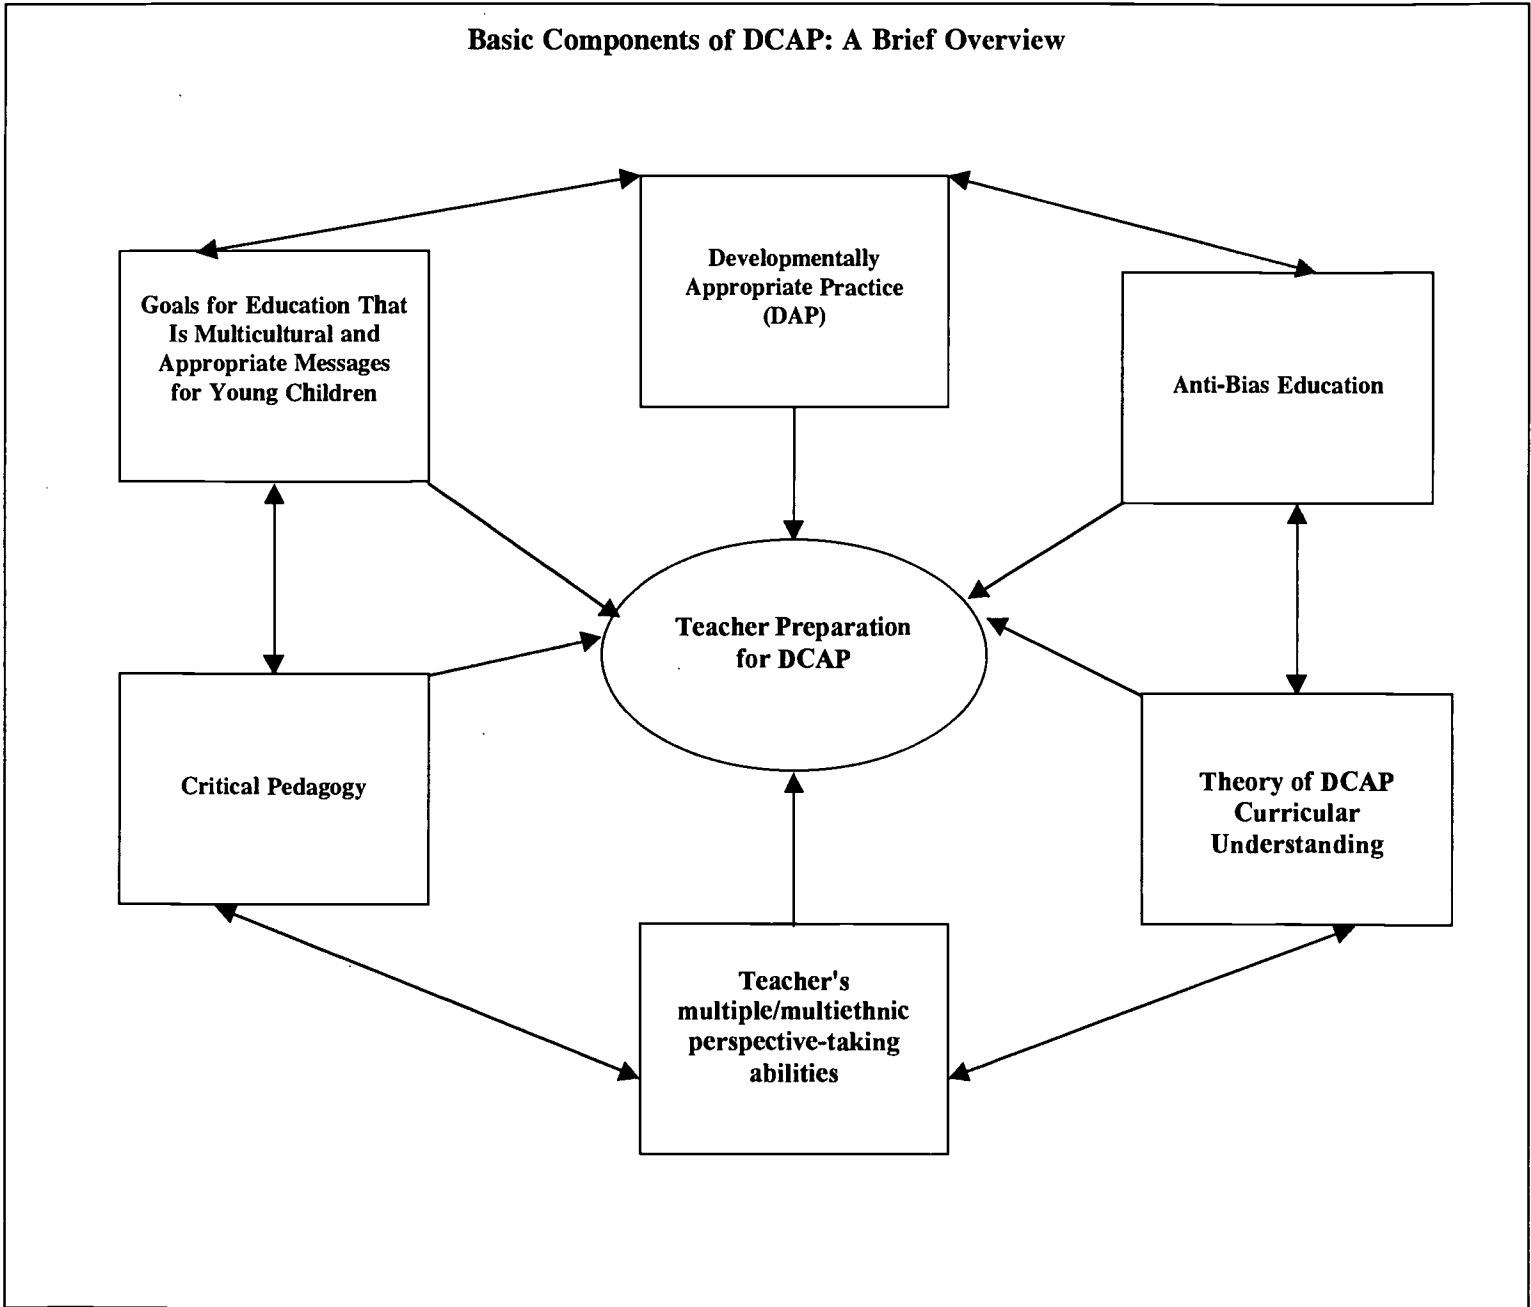 Basic Components of DCAP: A Brief Overview
Developmentally
Appropriate Practice
(DAP)
Goals for Education That
Is Multicultural and
Appropriate Messages
for Young Children
Anti-Bias Education
Teacher Preparation
for DCAP
Critical Pedagogy
Theory of DCAP
Curricular
Understanding
Teacher's
multiple/multiethnic
perspective-taking
abilities